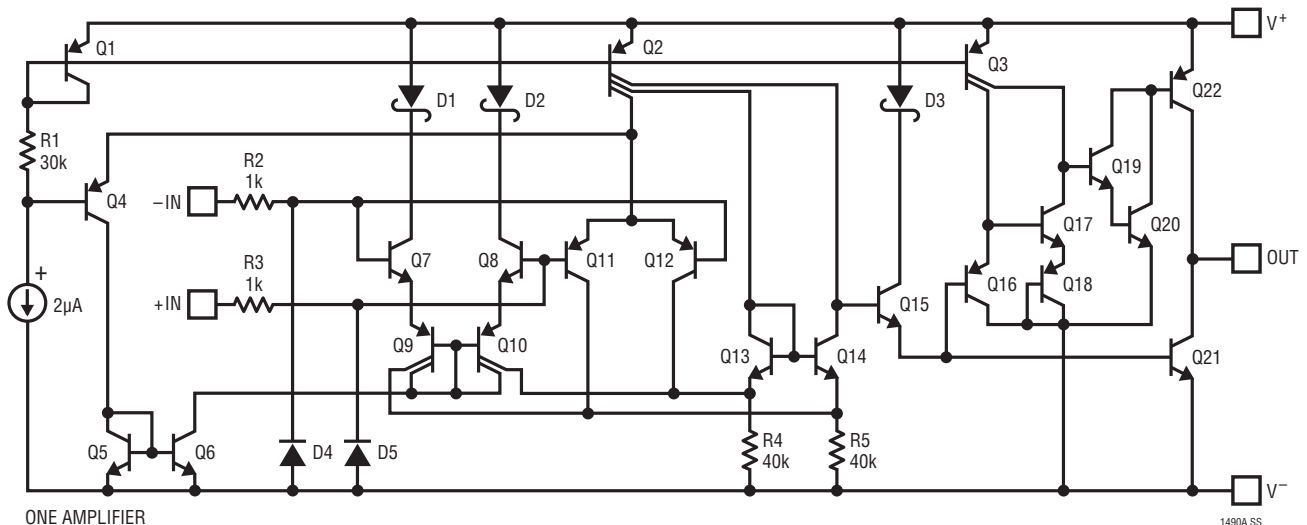 V+
Q1
Q2
Q3
Q22
D1
D2
D3
R1
30k
R2
1k
Q4
–IN
Q19
Q17
Q20
R3
1k
Q7
Q8
Q11
Q12
OUT
+
2µA
+IN
Q16
Q18
Q15
Q9
Q10
Q13
Q14
Q21
Q5
Q6
D4
D5
R4
40k
R5
40k
V–
ONE AMPLIFIER
1490A SS